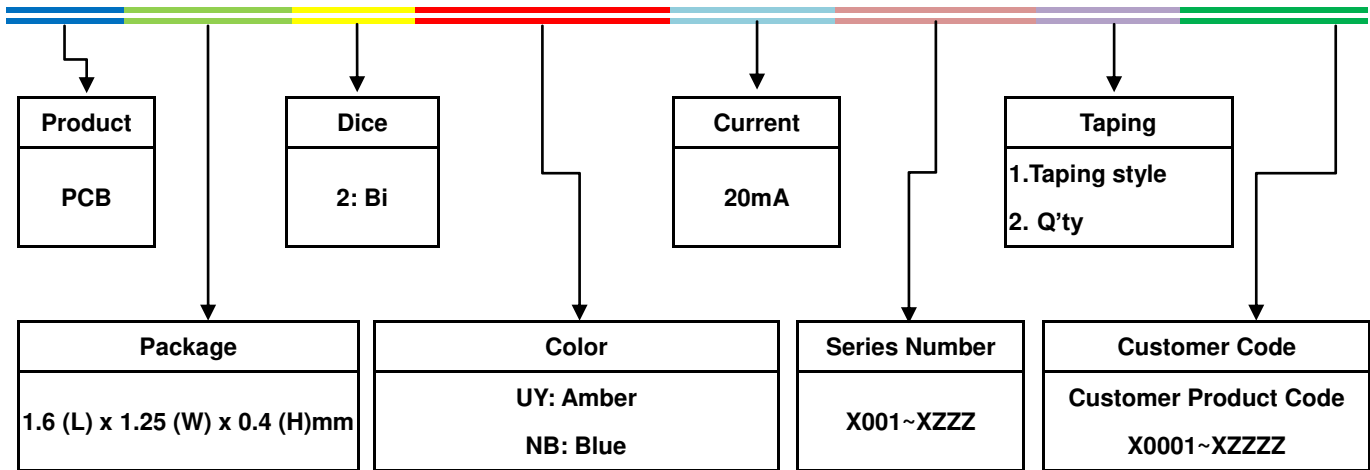 Product
PCB
Dice
2: Bi
Current
20mA
Taping
1.Taping style
2. Q’ty
Package
1.6 (L) x 1.25 (W) x 0.4 (H)mm
Color
UY: Amber
NB: Blue
Series Number
X001~XZZZ
Customer Code
Customer Product Code
X0001~XZZZZ